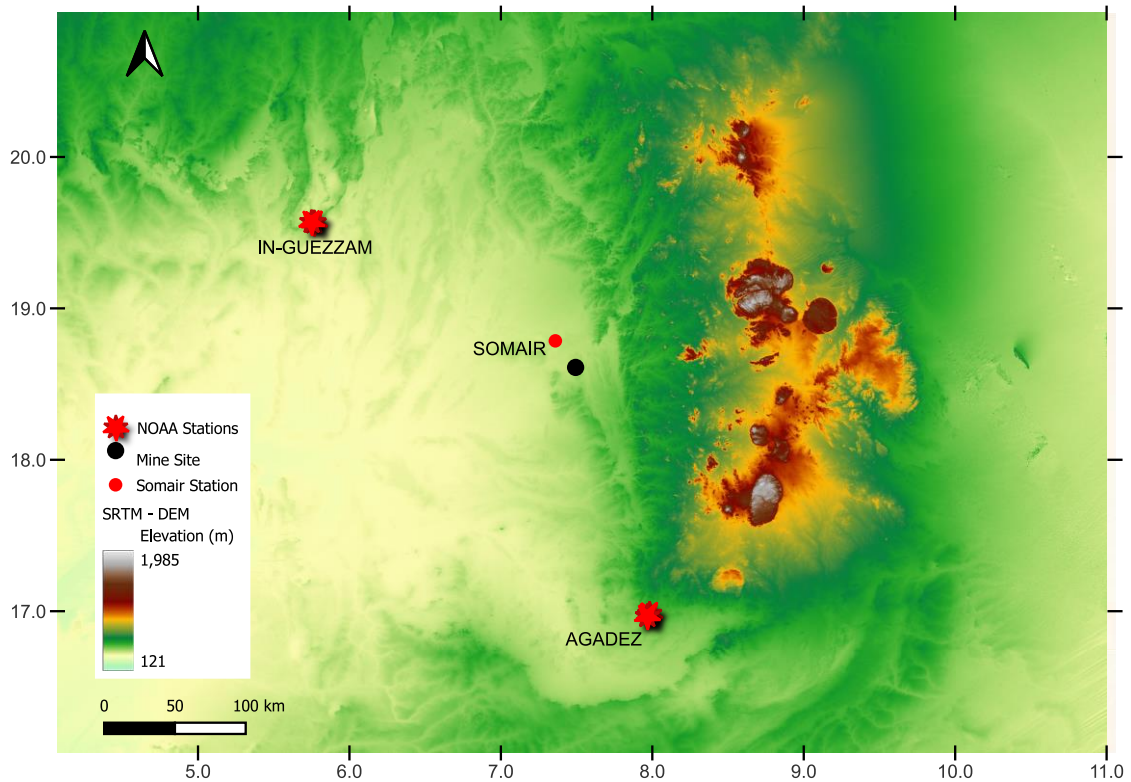 20.0
19.0
18.0
17.0
IN-GUEZZAM
SOMAIR
AGADEZ
NOAA Stations
Mine Site
Somair Station
SRTM - DEM
Elevation (m)
1,985
121
0 50 100 km
5.0 6.0 7.0 8.0 9.0 10.0 11.0